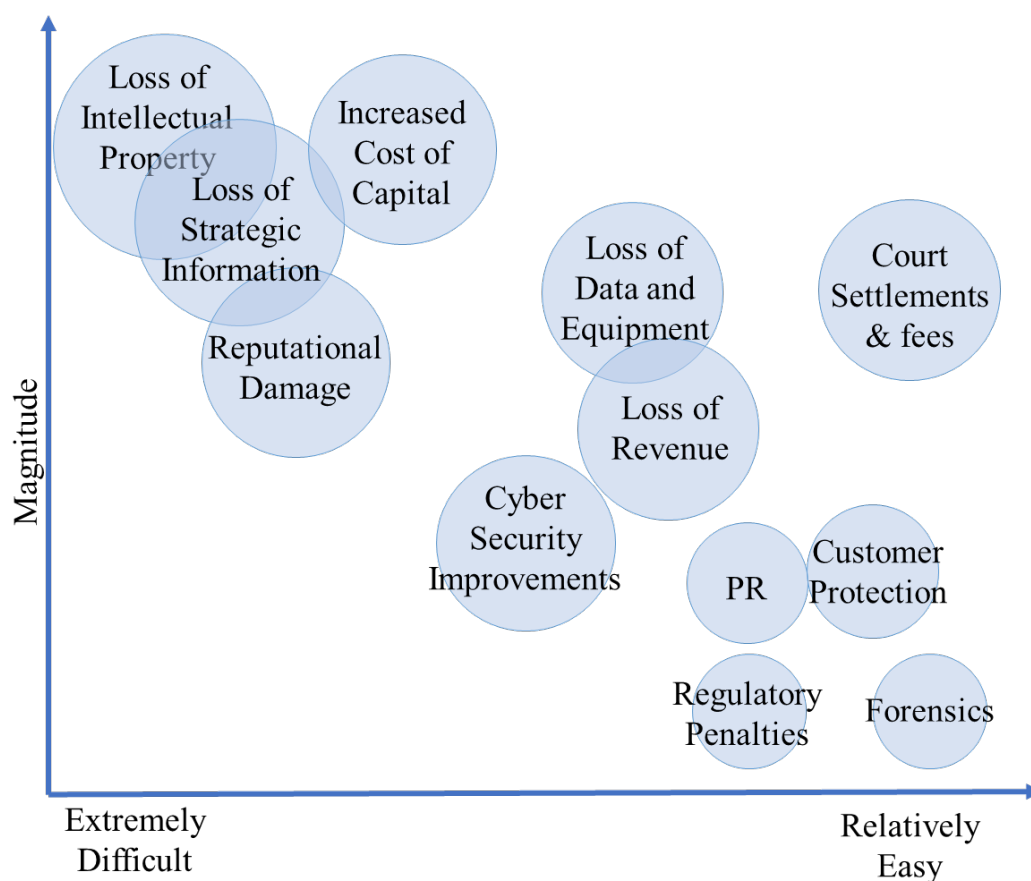 Loss of
Intellectual
Property
Increased
Cost of
Capital
Loss of
Strategic
Information
Reputational
Damage
Loss of
Data and
Equipment
Court
Settlements
& fees
Loss of
Revenue
Cyber
Security
Improvements
PR
Customer
Protection
Regulatory
Penalties
Forensics
Magnitude
Extremely
Difficult
Relatively
Easy